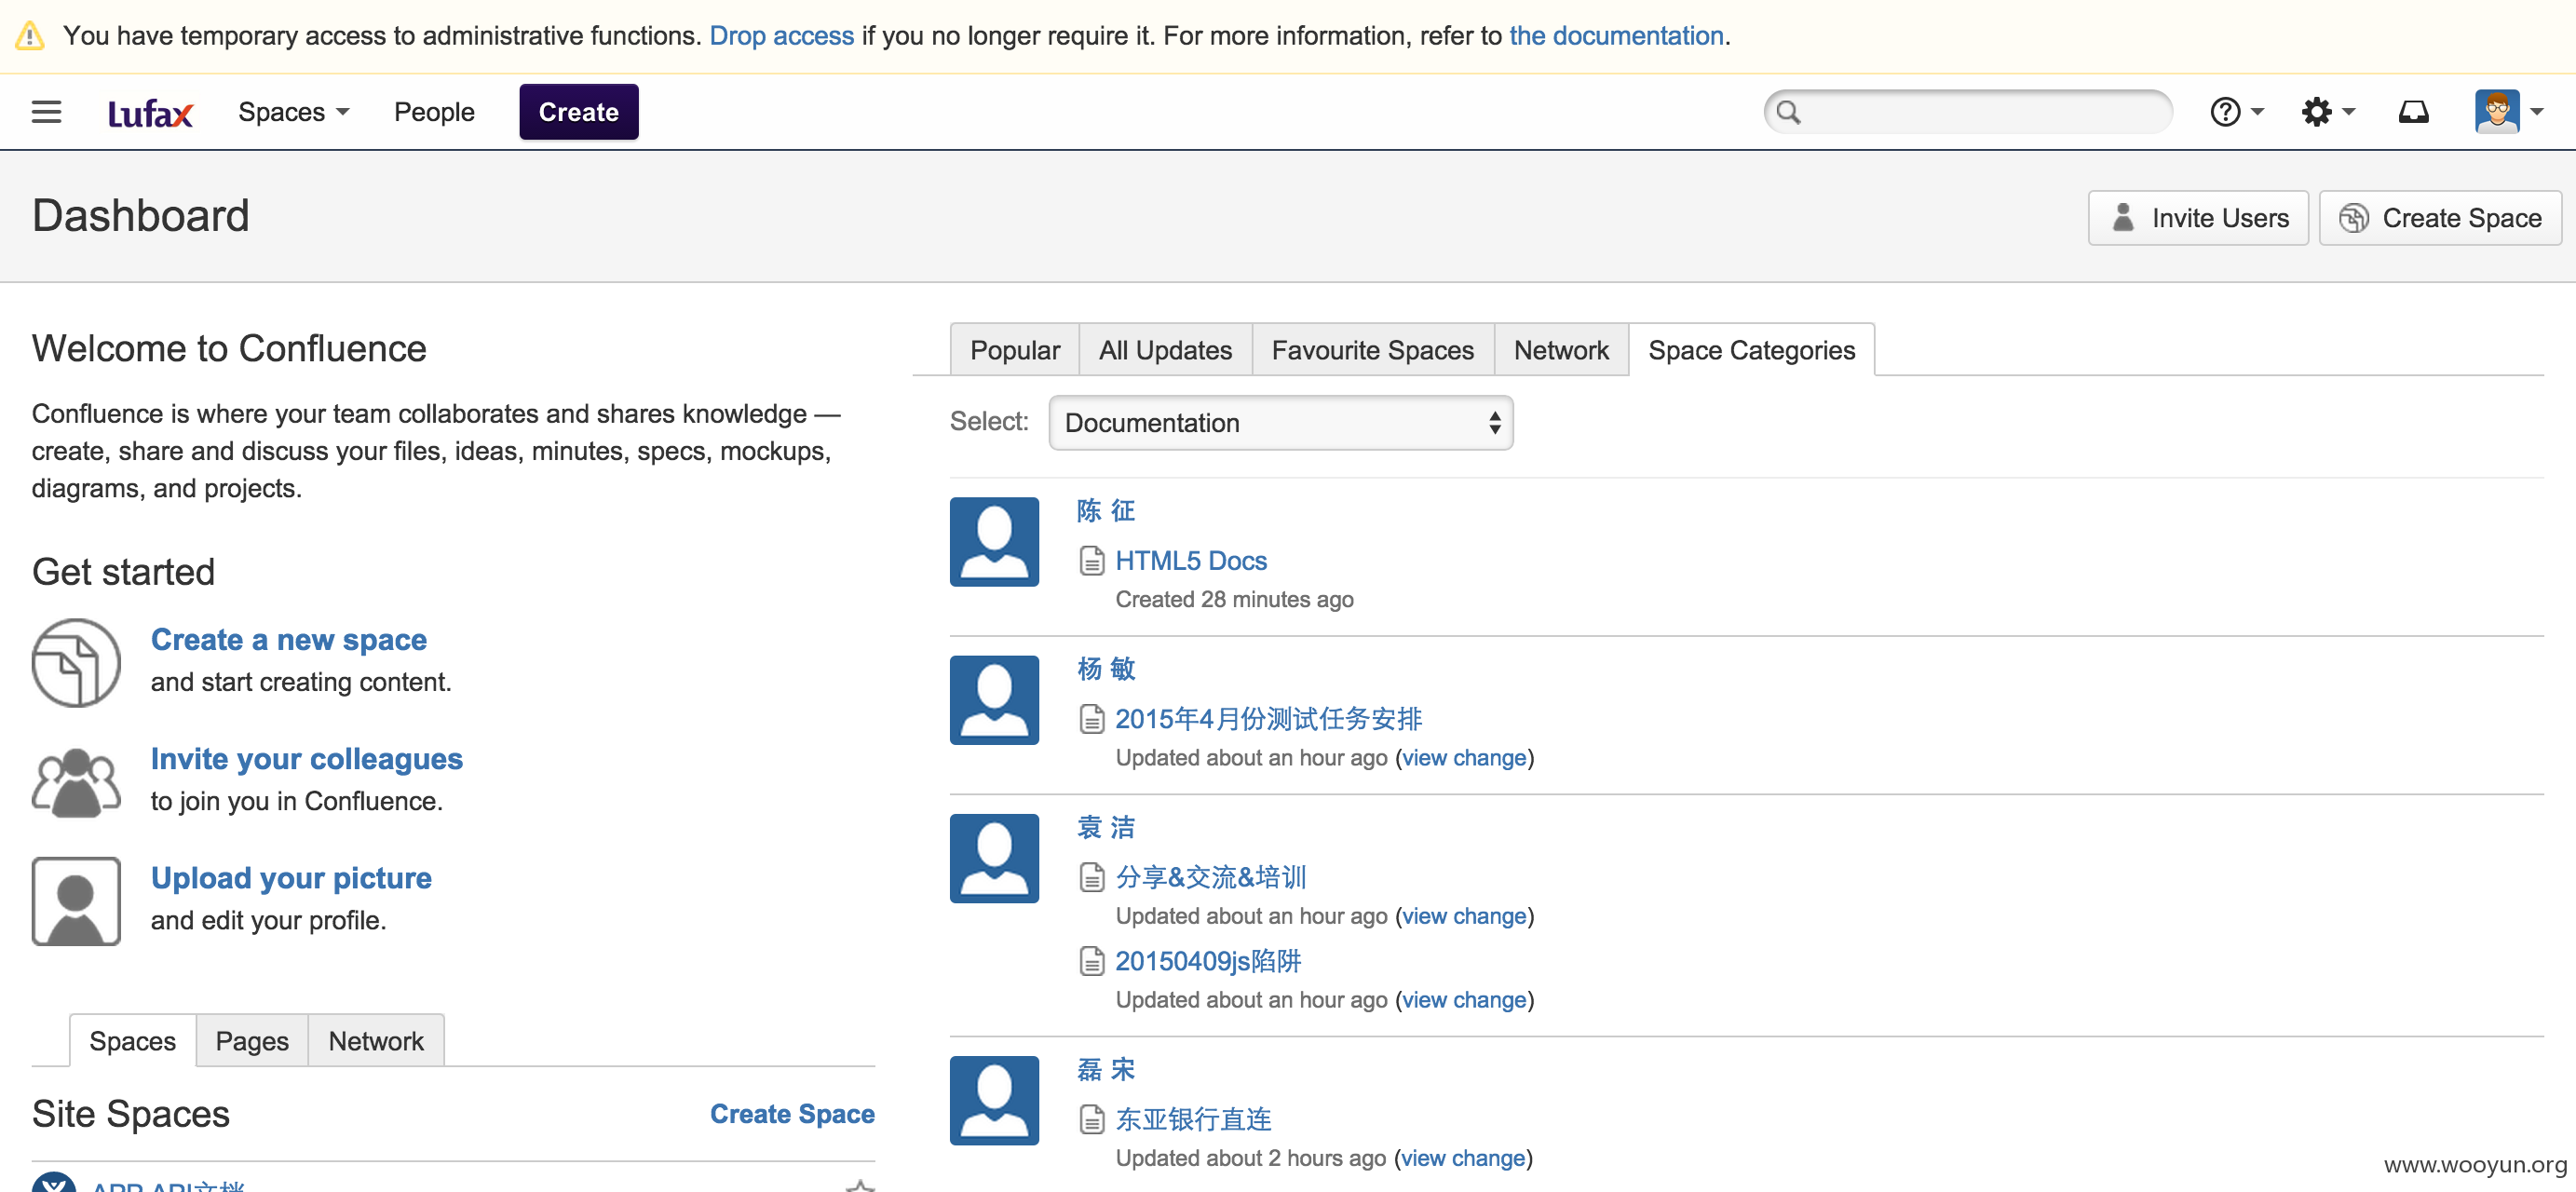 You have temporary access to administrative functions. Drop access if you no longer require it. For more information, refer to the documentation.
Lufax
Spaces
People
Create
Dashboard
Invite Users
Create Space
Welcome to Confluence
Confluence is where your team collaborates and shares knowledge —
create, share and discuss your files, ideas, minutes, specs, mockups,
diagrams, and projects.
Get started
Create a new space
and start creating content.
Invite your colleagues
to join you in Confluence.
Upload your picture
and edit your profile.
Spaces
Pages
Network
Site Spaces
Create Space
APP API文档
Popular
All Updates
Favourite Spaces
Network
Space Categories
Select:
Documentation
陈 征
HTML5 Docs
Created 28 minutes ago
杨 敏
2015年4月份测试任务安排
Updated about an hour ago (view change)
袁 洁
分享&交流&培训
Updated about an hour ago (view change)
20150409js陷阱
Updated about an hour ago (view change)
磊 宋
东亚银行直连
Updated about 2 hours ago (view change)
www.wooyun.org